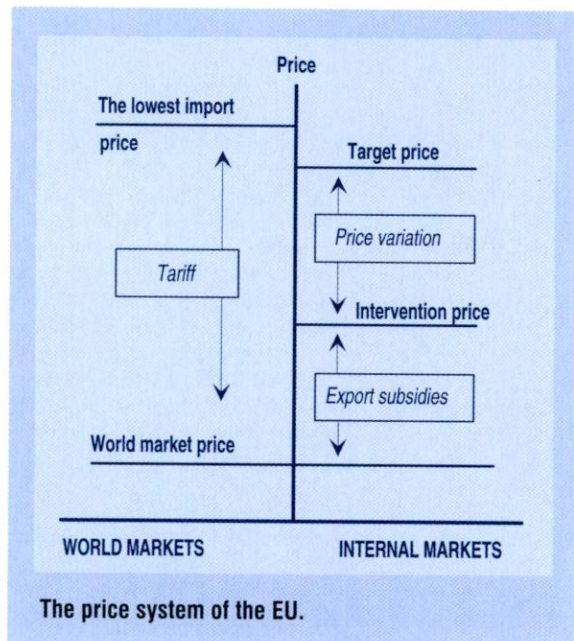 Price
The lowest import
price
Target price
Price variation
Tariff
Intervention price
Export subsidies
World market price
WORLD MARKETS
INTERNAL MARKETS
The price system of the EU.